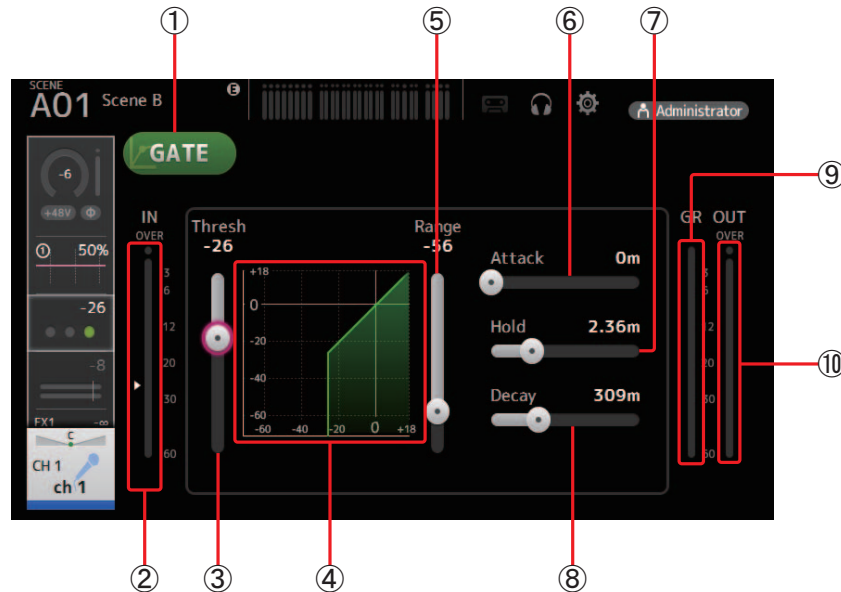 ① ⑤ ⑥ ⑦
SCENE
A01 Scene B E
Administrator
GATE
-6
+48V Φ
① 50%
-26
-8
FX1 -∞
C
CH 1
ch 1
IN
OVER
3
6
12
20
30
60
Thresh
-26
+18
0
-20
-40
-60
-60 -40 -20 0 +18
Range
-56
Attack 0m
Hold 2.36m
Decay 309m
GR OUT
OVER
3
6
2
20
30
60
⑨
⑩
② ③ ④ ⑧